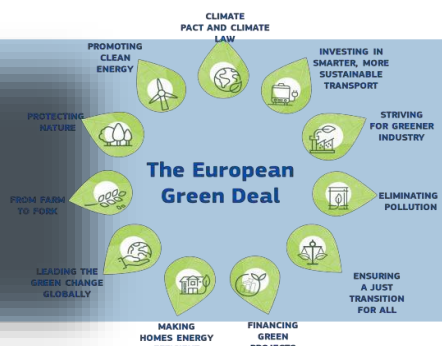 CLIMATE
PACT AND CLIMATE
LAW
PROMOTING
CLEAN
ENERGY
INVESTING IN
SMARTER, MORE
SUSTAINABLE
TRANSPORT
PROTECTING
NATURE
STRIVING
FOR GREENER
INDUSTRY
The European
Green Deal
FROM FARM
TO FORK
ELIMINATING
POLLUTION
LEADING THE
GREEN CHANGE
GLOBALLY
ENSURING
A JUST
TRANSITION
FOR ALL
MAKING
HOMES ENERGY
FINANCING
GREEN
PROJECTS